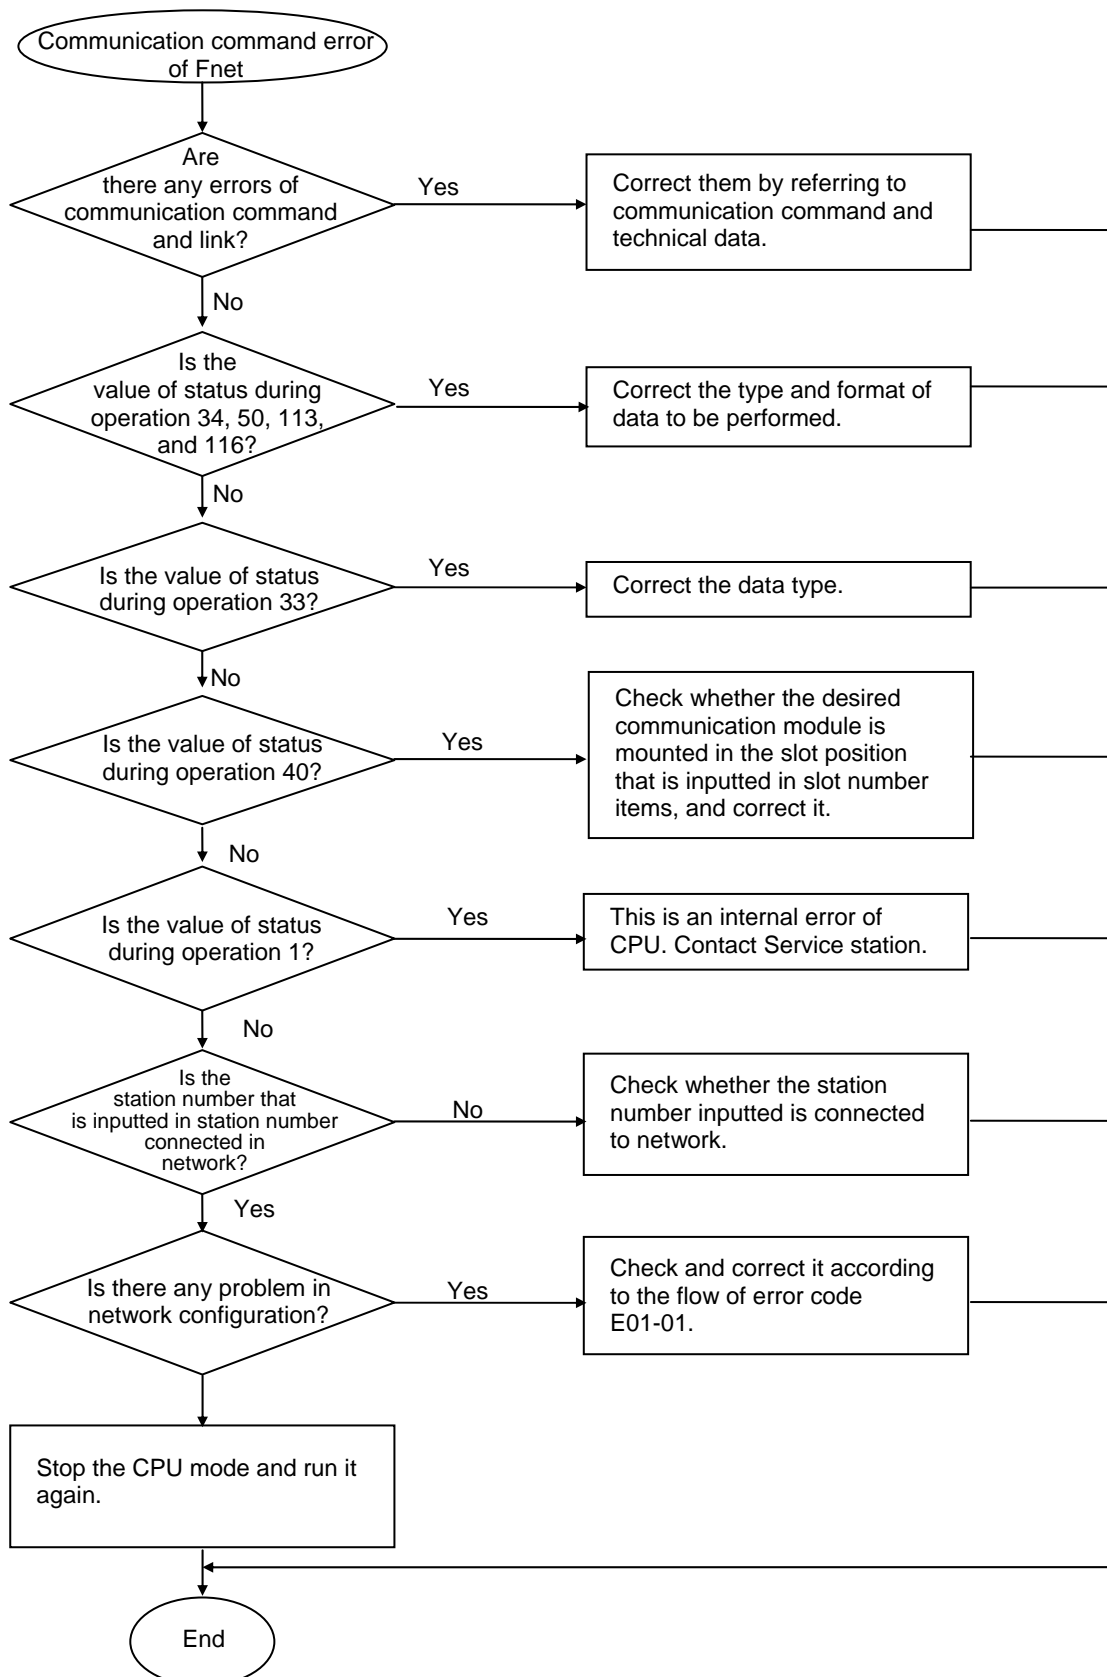 Communication command error
of Fnet
Are
there any errors of
communication command
and link?
Yes
Correct them by referring to
communication command and
technical data.
No
Is the
value of status during
operation 34, 50, 113,
and 116?
Yes
Correct the type and format of
data to be performed.
No
Is the value of status
during operation 33?
Yes
Correct the data type.
No
Is the value of status
during operation 40?
Yes
Check whether the desired
communication module is
mounted in the slot position
that is inputted in slot number
items, and correct it.
No
Is the value of status
during operation 1?
Yes
This is an internal error of
CPU. Contact Service station.
No
Is the
station number that
is inputted in station number
connected in
network?
No
Check whether the station
number inputted is connected
to network.
Yes
Is there any problem in
network configuration?
Yes
Check and correct it according
to the flow of error code
E01-01.
Stop the CPU mode and run it
again.
End